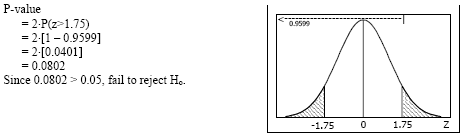 P-value
= 2·P(z>1.75)
= 2·[1 – 0.9599]
= 2·[0.0401]
= 0.0802
Since 0.0802 > 0.05, fail to reject Hₒ.
0.9599
-1.75 0 1.75 Z